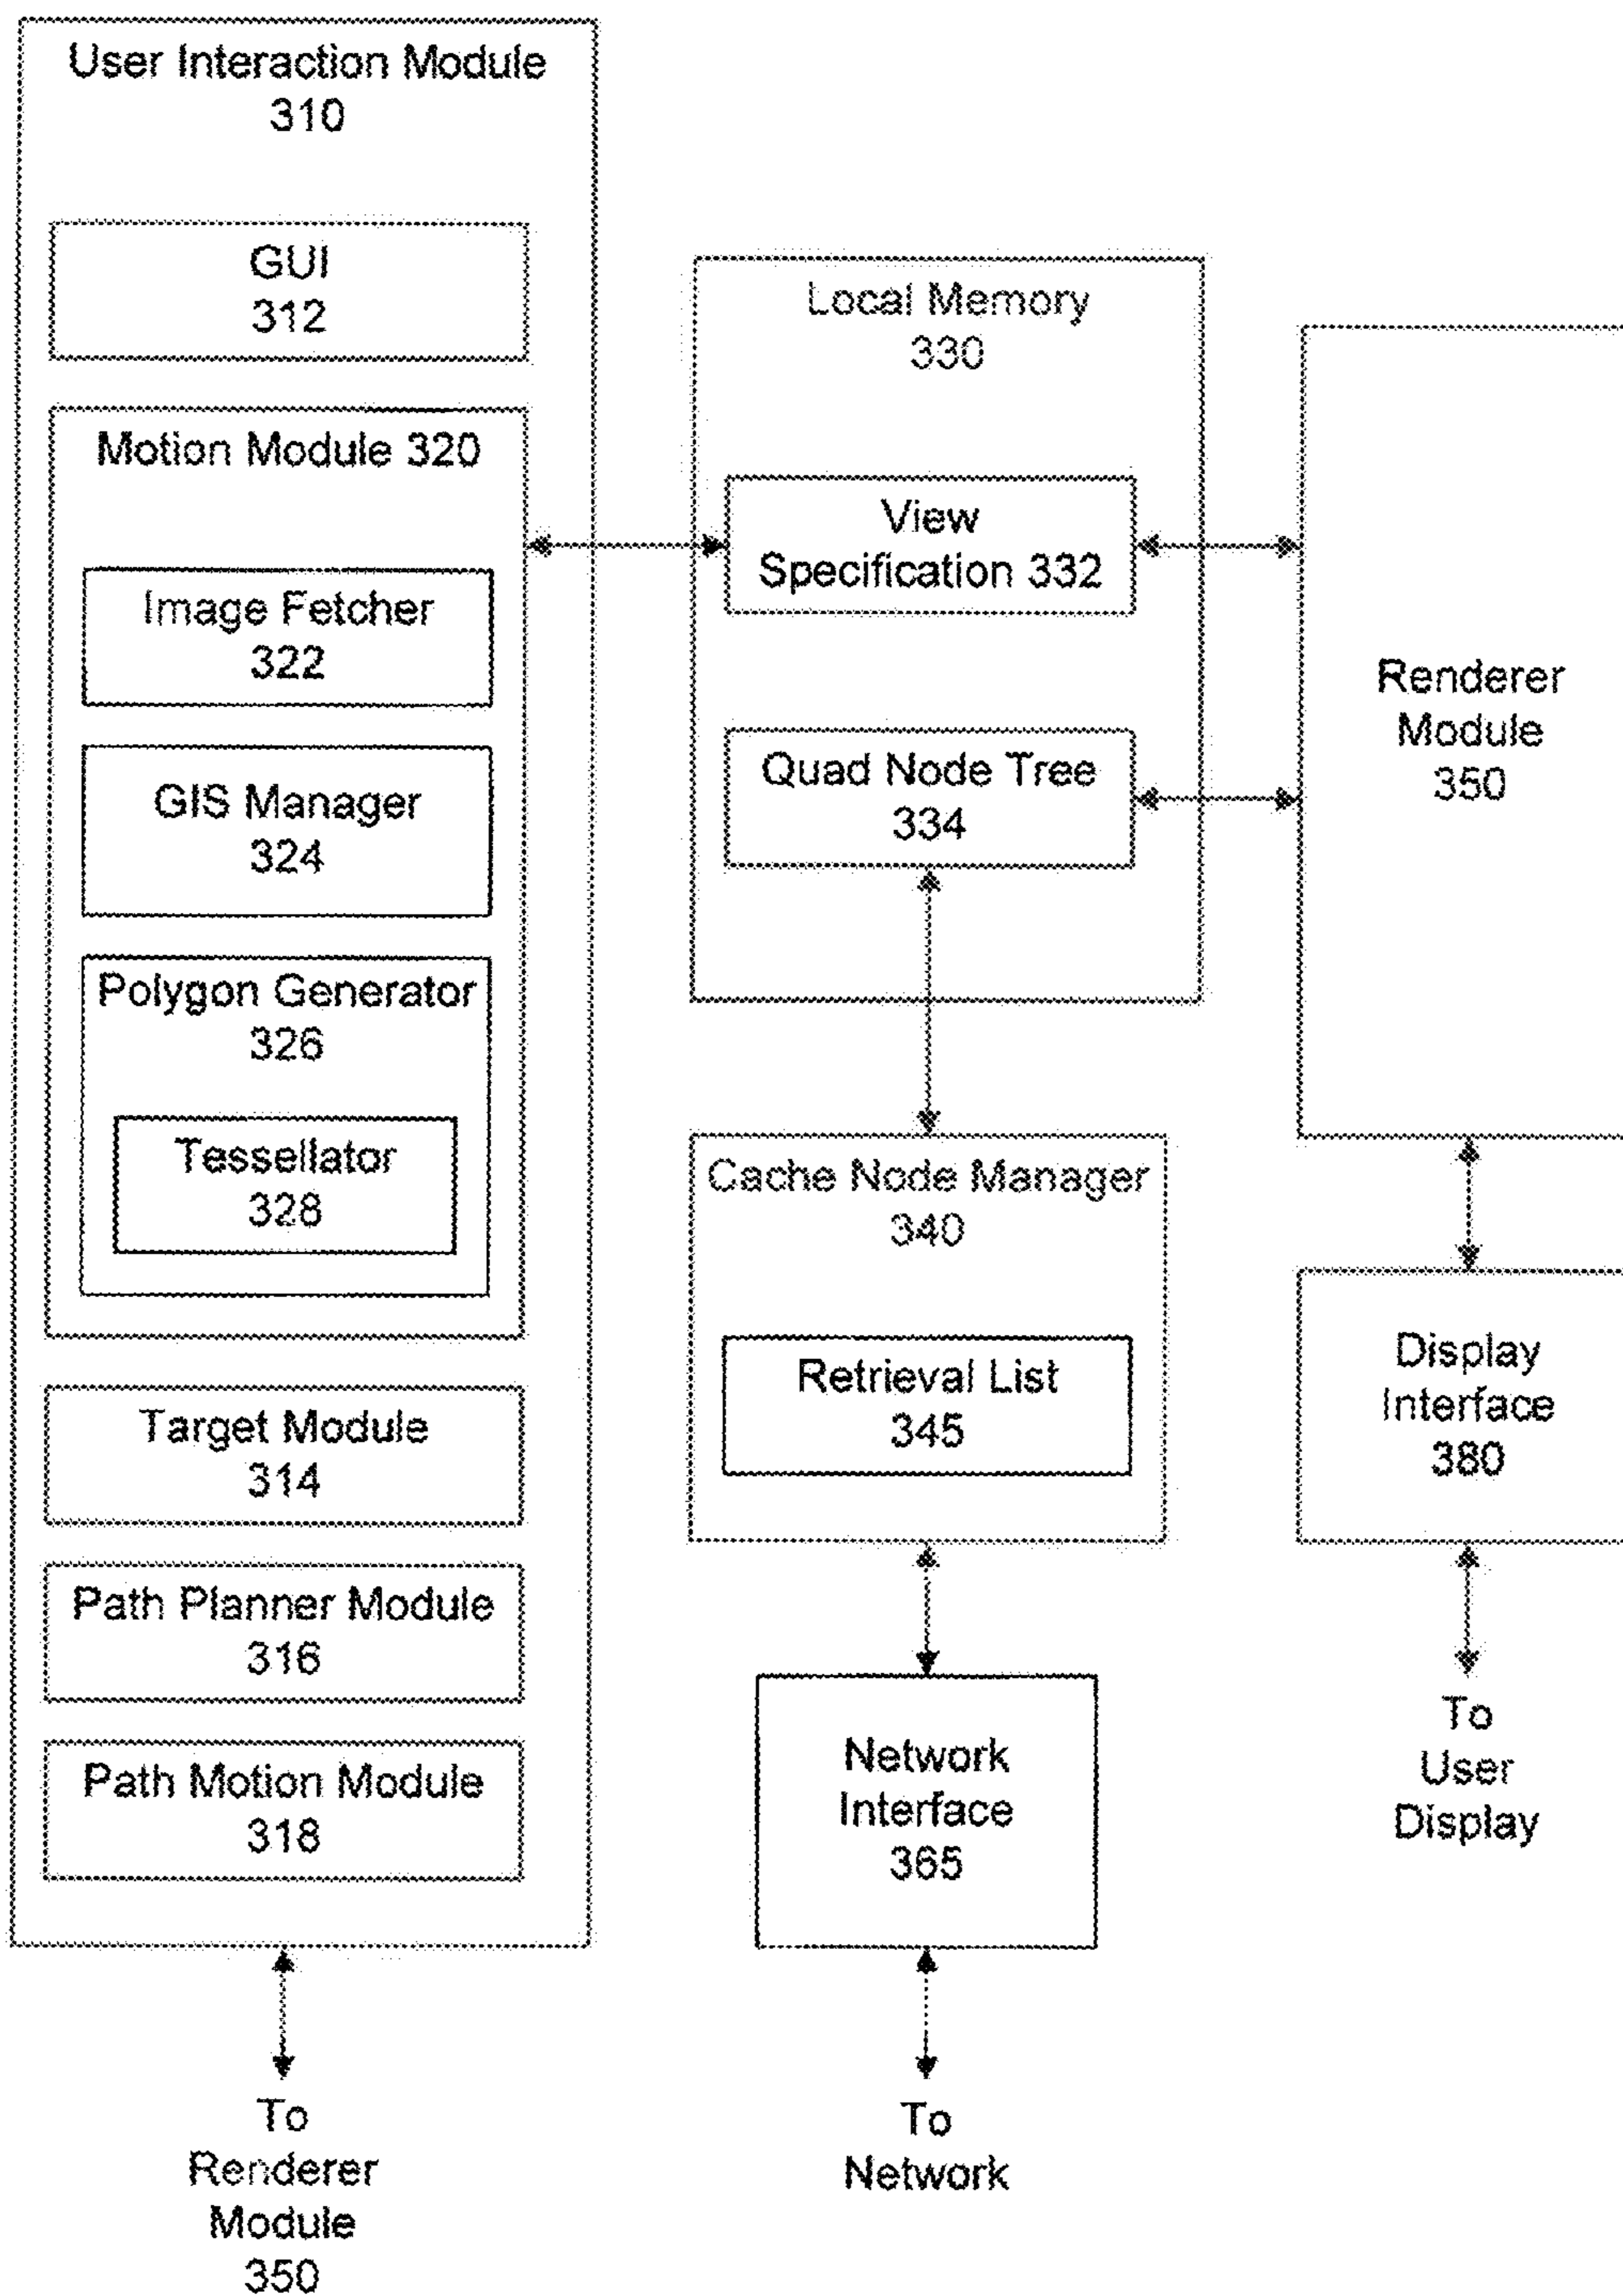 User Interaction Module
310
GUI
312
Motion Module 320
Image Fetcher
322
GIS Manager
324
Polygon Generator
326
Tessellator
328
Target Module
314
Path Planner Module
316
Path Motion Module
318
To
Renderer
Module
350
Local Memory
330
View
Specification 332
Quad Node Tree
334
Cache Node Manager
340
Retrieval List
345
Network
Interface
365
To
Network
Renderer
Module
350
Display
Interface
380
To
User
Display